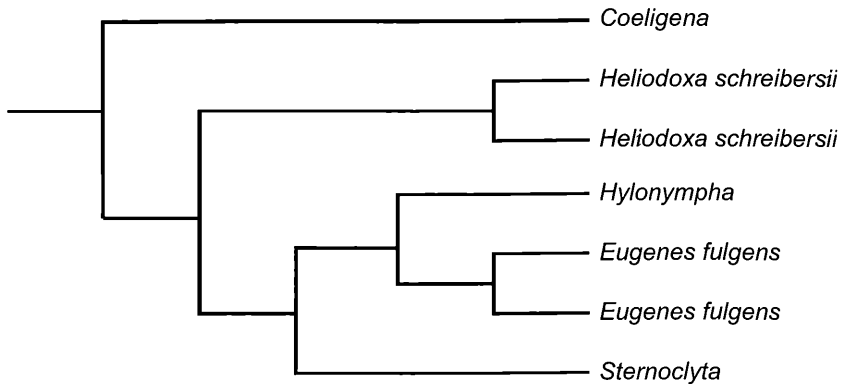 Coeligena
Heliodoxa schreibersii
Heliodoxa schreibersii
Hylonympha
Eugenes fulgens
Eugenes fulgens
Sternoclyta